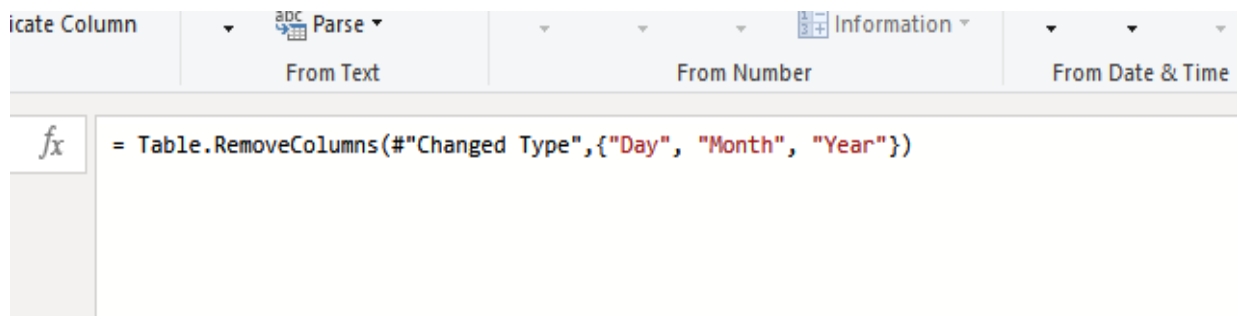 icate Column
abc Parse
Information
From Text
From Number
From Date & Time
fx
= Table.RemoveColumns(#"Changed Type",{"Day", "Month", "Year"})